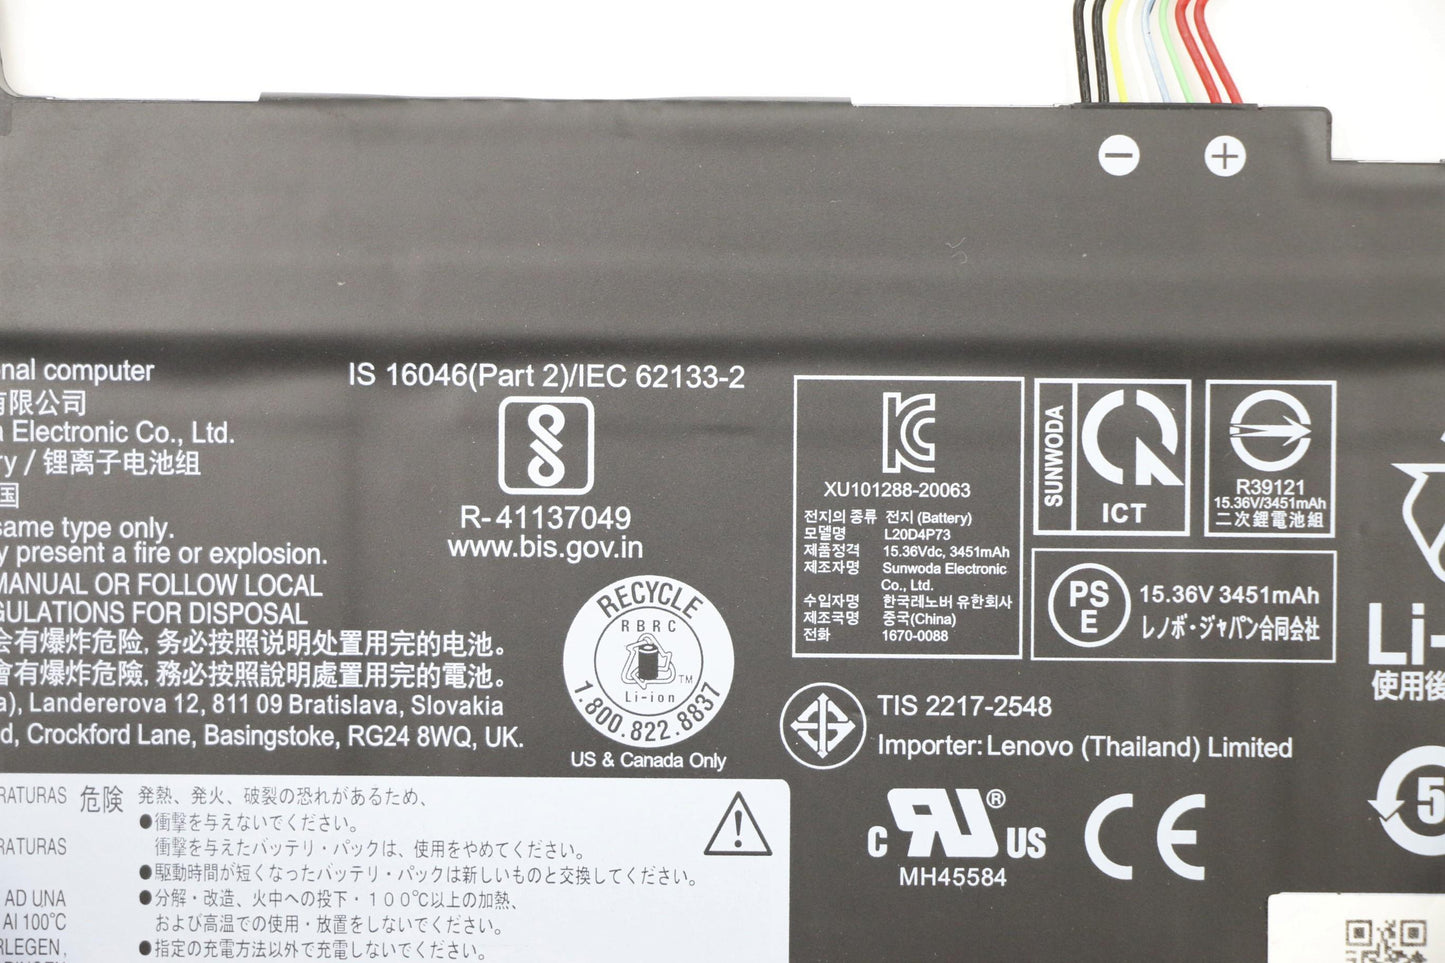 − +
nal computer
有限公司
a Electronic Co., Ltd.
ry / 锂离子电池组
国
same type only.
y present a fire or explosion.
MANUAL OR FOLLOW LOCAL
GULATIONS FOR DISPOSAL
会有爆炸危险, 务必按照说明处置用完的电池。
會有爆炸危險, 務必按照說明處置用完的電池。
a), Landererova 12, 811 09 Bratislava, Slovakia
d, Crockford Lane, Basingstoke, RG24 8WQ, UK.
IS 16046(Part 2)/IEC 62133-2
bis
R- 41137049
www.bis.gov.in
RECYCLE
RBRC
Li-ion TM
1.800.822.8837
US & Canada Only
XU101288-20063
전지의 종류 전지 (Battery)
모델명 L20D4P73
제품정격 15.36Vdc, 3451mAh
제조자명 Sunwoda Electronic
Co., Ltd.
수입자명 한국레노버 유한회사
제조국명 중국(China)
전화 1670-0088
SUNWODA
ICT
R39121
15.36V/3451mAh
二次鋰電池組
PS
E
15.36V 3451mAh
レノボ・ジャパン合同会社
TIS 2217-2548
Importer: Lenovo (Thailand) Limited
c RU ® US
MH45584
CE
Li-
使用後
5
RATURAS
RATURAS
AD UNA
AI 100°C
RLEGEN,
危険
発熱、発火、破裂の恐れがあるため、
●衝撃を与えないでください。
衝撃を与えたバッテリ・パックは、使用をやめてください。
●駆動時間が短くなったバッテリ・パックは新しいものと交換してください。
●分解・改造、火中への投下・１００℃以上の加熱、
および高温での使用・放置をしないでください。
●指定の充電方法以外で充電しないでください。